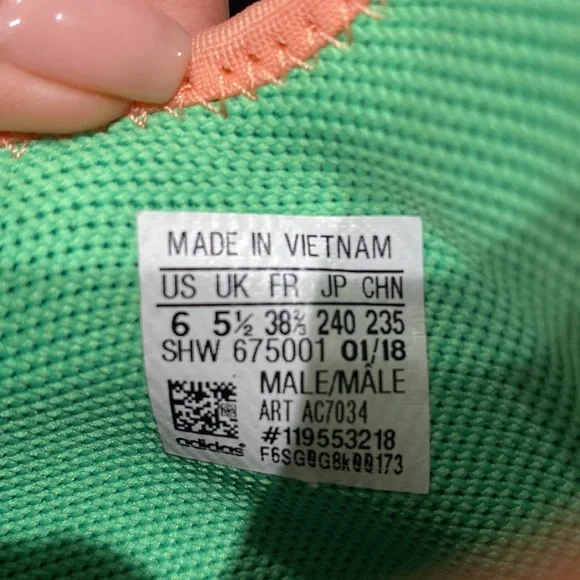 MADE IN VIETNAM
US UK FR JP CHN
6 5½ 38⅔ 240 235
SHW 675001 01/18
MALE/MÂLE
ART AC7034
#119553218
adidas F6SG0G8k00173